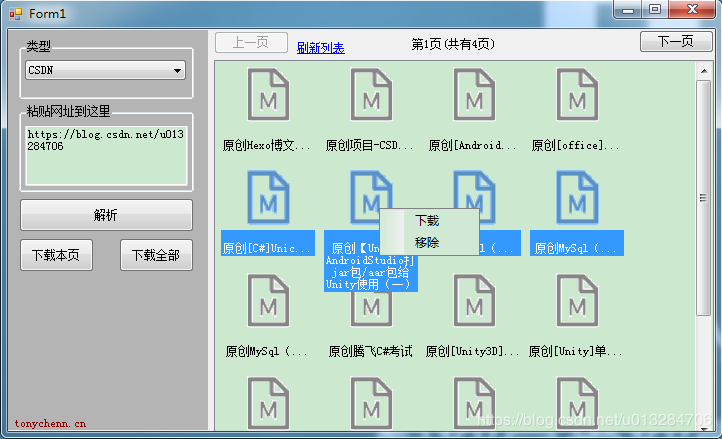 Form1
类型
CSDN
粘贴网址到这里
https://blog.csdn.net/u013
284706
解析
下载本页 下载全部
tonychenn.cn
上一页 刷新列表 第1页(共有4页) 下一页
原创Hexo博文... 原创项目-CSD... 原创[Android... 原创[office]...
原创[C#]Unic... 原创【Uni 原创MySql（...
AndroidStudio打
jar包/aar包给
Unity使用（一）
下载
移除
原创MySql（... 原创腾飞C#考试 原创[Unity3D]... 原创[Unity]单...
https://blog.csdn.net/u013284706